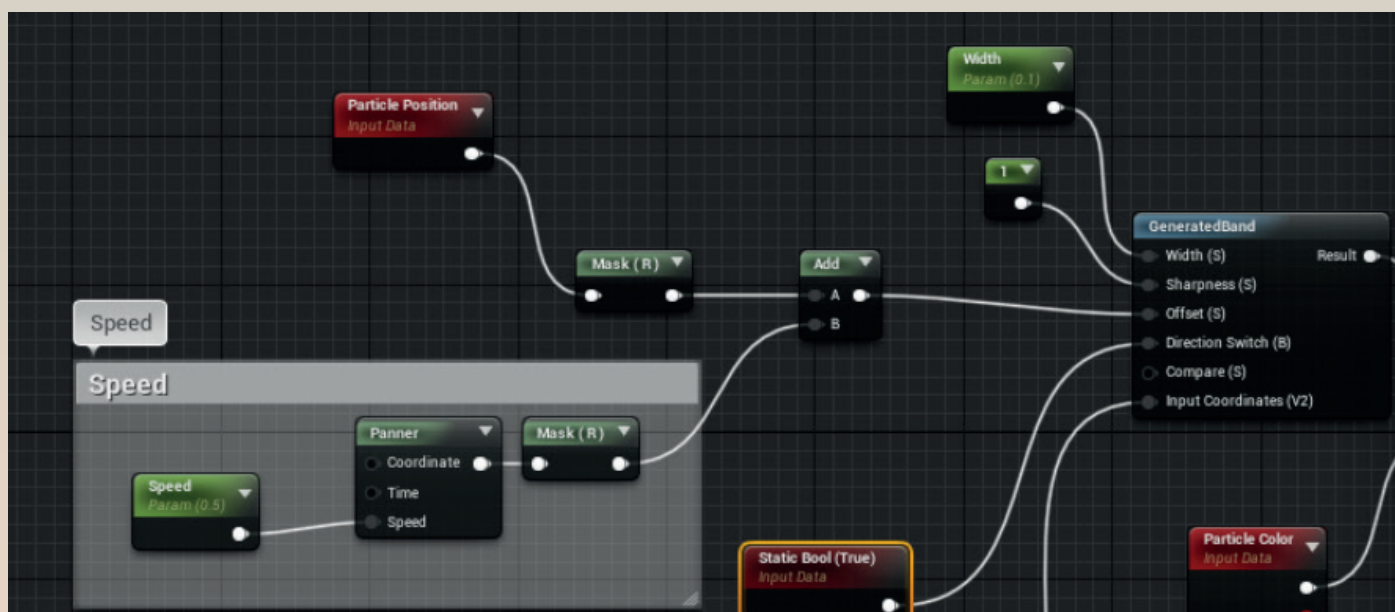 Width
Param (0.1)
Particle Position
Input Data
1
GeneratedBand
Width (S)
Result
Sharpness (S)
Offset (S)
Direction Switch (B)
Compare (S)
Input Coordinates (V2)
Mask ( R )
Add
A
B
Speed
Speed
Panner
Coordinate
Time
Speed
Mask ( R )
Speed
Param (0.5)
Static Bool (True)
Input Data
Particle Color
Input Data